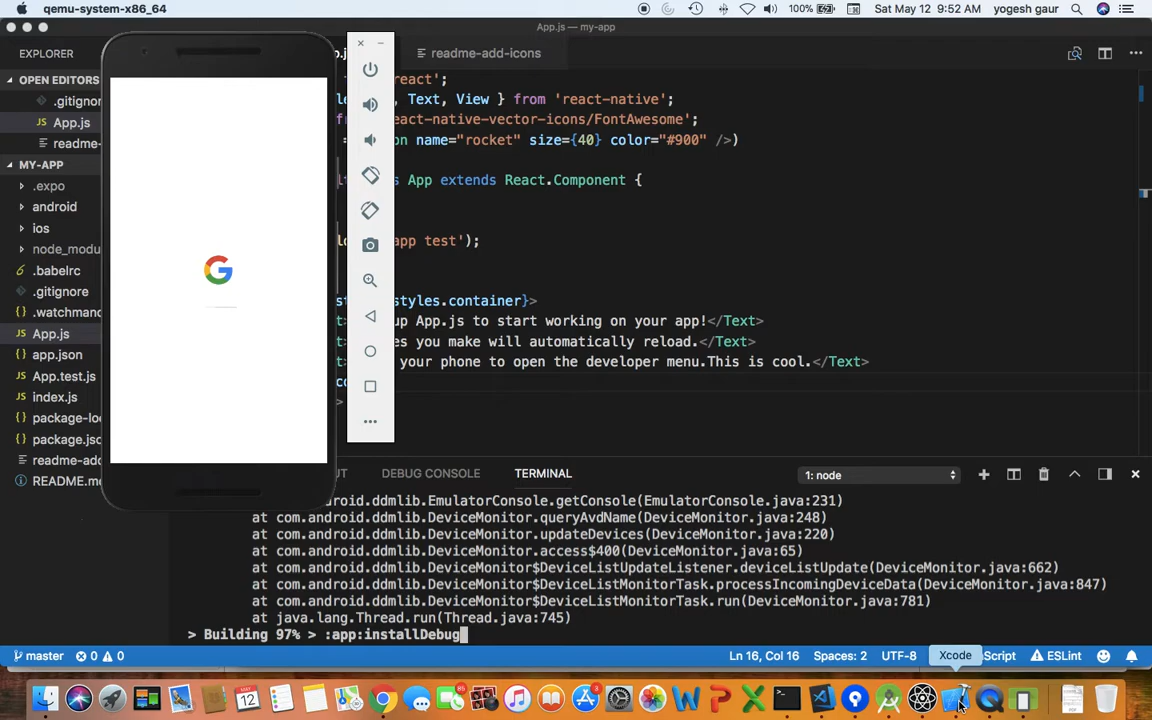 qemu-system-x86_64
100%
Sat May 12 9:52 AM
yogesh gaur
App.js — my-app
EXPLORER
readme-add-icons
OPEN EDITORS
.gitignor
App.js
readme-
MY-APP
.expo
android
ios
node_modu
.babelrc
.gitignore
.watchmanc
App.js
app.json
App.test.js
index.js
package-loc
package.jsc
readme-add
README.me
eact';
, Text, View } from 'react-native';
eact-native-vector-icons/FontAwesome';
on name="rocket" size={40} color="#900" />)
s App extends React.Component {
app test');
styles.container}>
up App.js to start working on your app!</Text>
es you make will automatically reload.</Text>
your phone to open the developer menu.This is cool.</Text>
DEBUG CONSOLE
TERMINAL
1: node
at com.android.ddmlib.EmulatorConsole.getConsole(EmulatorConsole.java:231)
at com.android.ddmlib.DeviceMonitor.queryAvdName(DeviceMonitor.java:248)
at com.android.ddmlib.DeviceMonitor.updateDevices(DeviceMonitor.java:220)
at com.android.ddmlib.DeviceMonitor.access$400(DeviceMonitor.java:65)
at com.android.ddmlib.DeviceMonitor$DeviceListUpdateListener.deviceListUpdate(DeviceMonitor.java:662)
at com.android.ddmlib.DeviceMonitor$DeviceListMonitorTask.processIncomingDeviceData(DeviceMonitor.java:847)
at com.android.ddmlib.DeviceMonitor$DeviceListMonitorTask.run(DeviceMonitor.java:781)
at java.lang.Thread.run(Thread.java:745)
> Building 97% > :app:installDebug
master
0
0
Ln 16, Col 16
Spaces: 2
UTF-8
Xcode
Script
ESLint